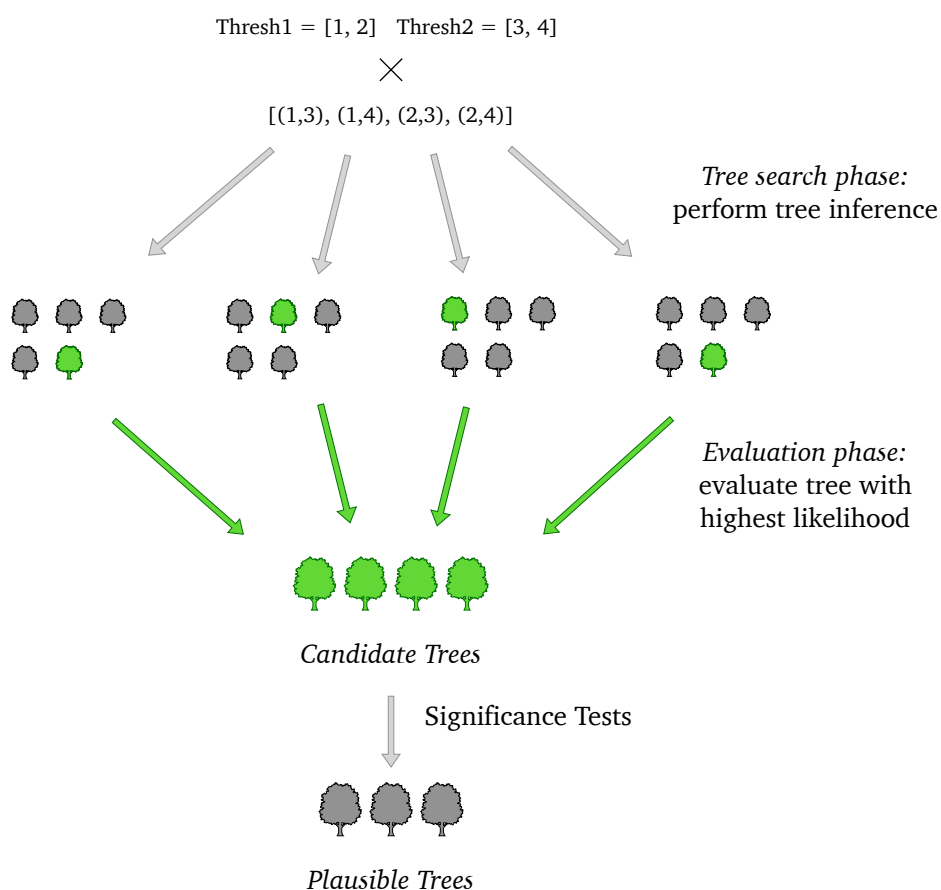 Thresh1 = [1, 2] Thresh2 = [3, 4]
×
[(1,3), (1,4), (2,3), (2,4)]
Tree search phase:
perform tree inference
Evaluation phase:
evaluate tree with
highest likelihood
Candidate Trees
Significance Tests
Plausible Trees